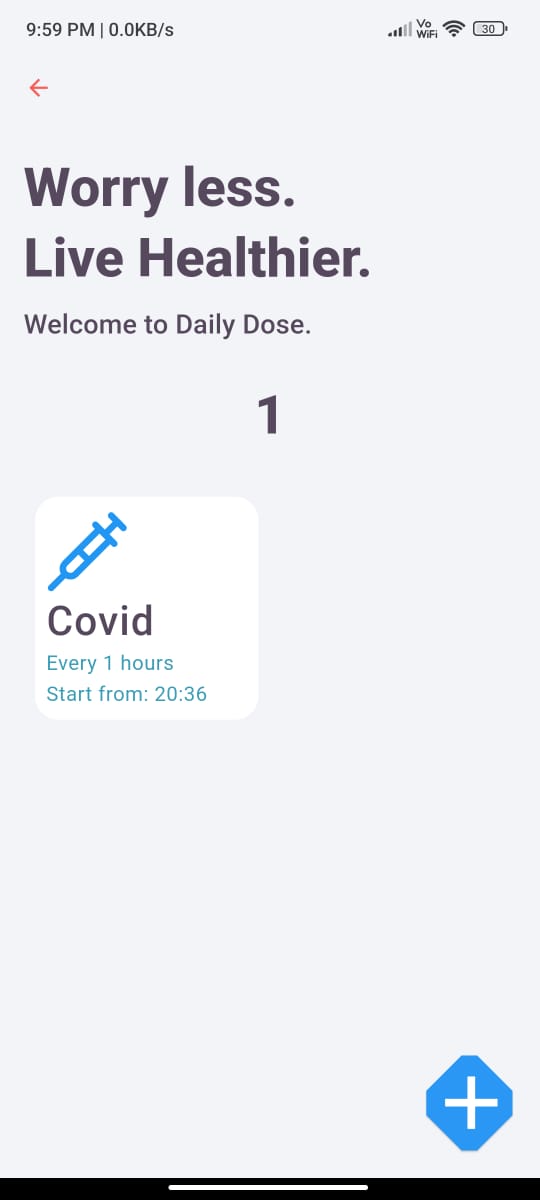 9:59 PM | 0.0KB/s Vo WiFi 30
Worry less.
Live Healthier.
Welcome to Daily Dose.
1
Covid
Every 1 hours
Start from: 20:36